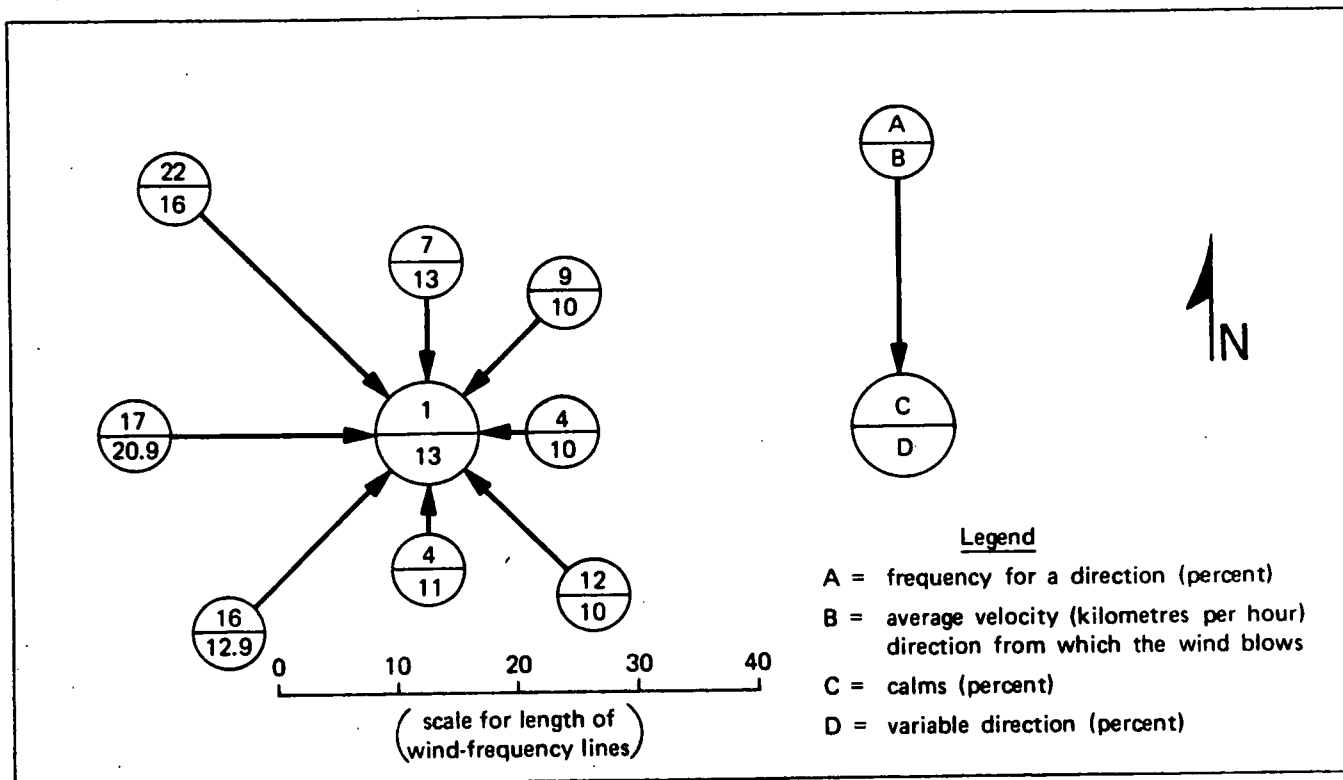 22
16
7
13
9
10
17
20.9
1
13
4
10
16
12.9
4
11
12
10
0 10 20 30 40
(scale for length of
wind-frequency lines)
A
B
C
D
N
Legend
A = frequency for a direction (percent)
B = average velocity (kilometres per hour)
direction from which the wind blows
C = calms (percent)
D = variable direction (percent)